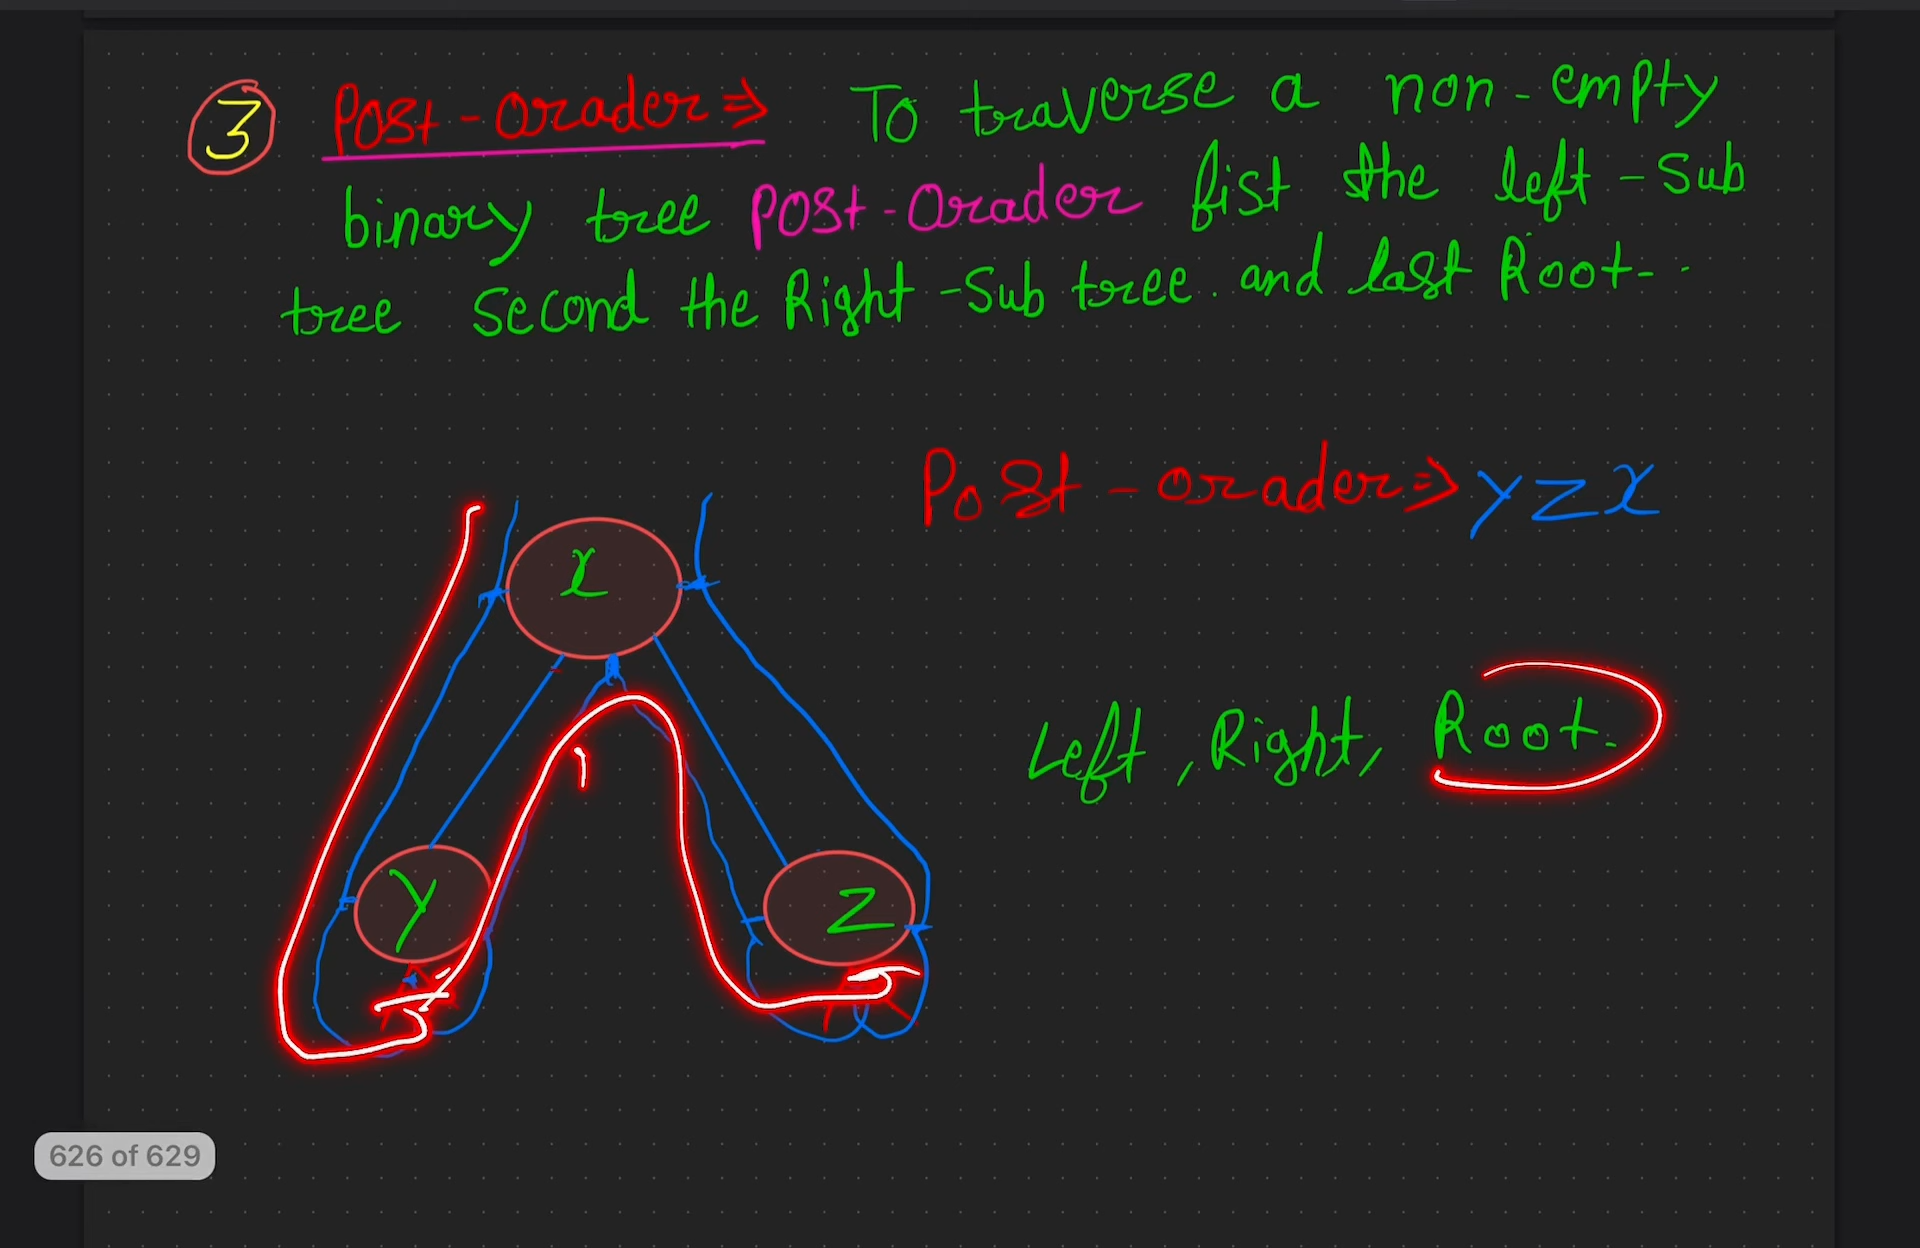 3 Post-orader⇒ To traverse a non-empty
binary tree Post-Orader fist the left-Sub
tree second the Right-Sub tree. and last Root-.
Post-orader⇒ y z x
x
Left, Right, Root.
y z
626 of 629